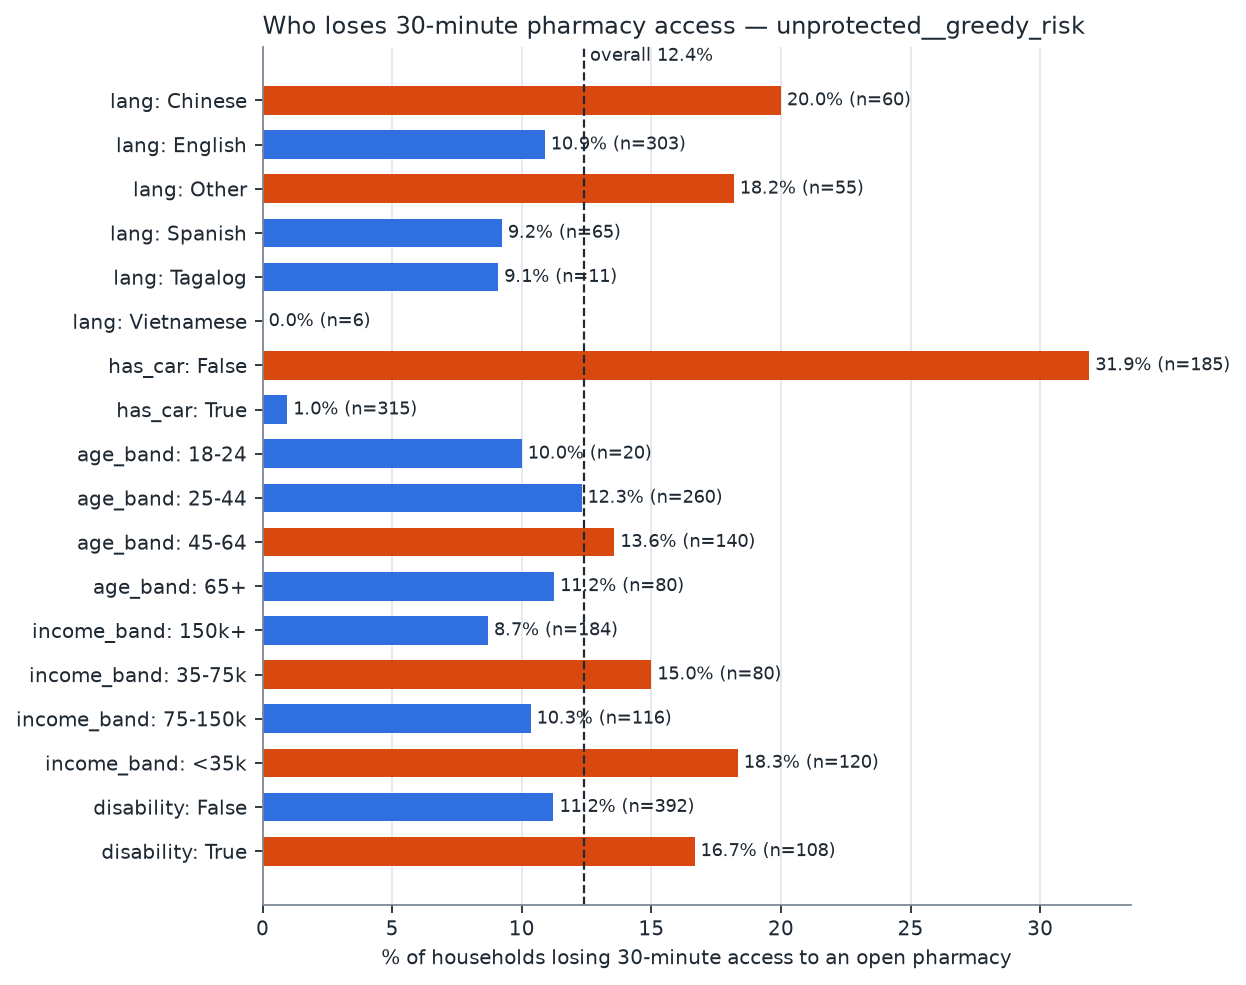 Who loses 30-minute pharmacy access — unprotected__greedy_risk
overall 12.4%
lang: Chinese 20.0% (n=60)
lang: English 10.9% (n=303)
lang: Other 18.2% (n=55)
lang: Spanish 9.2% (n=65)
lang: Tagalog 9.1% (n=11)
lang: Vietnamese 0.0% (n=6)
has_car: False 31.9% (n=185)
has_car: True 1.0% (n=315)
age_band: 18-24 10.0% (n=20)
age_band: 25-44 12.3% (n=260)
age_band: 45-64 13.6% (n=140)
age_band: 65+ 11.2% (n=80)
income_band: 150k+ 8.7% (n=184)
income_band: 35-75k 15.0% (n=80)
income_band: 75-150k 10.3% (n=116)
income_band: <35k 18.3% (n=120)
disability: False 11.2% (n=392)
disability: True 16.7% (n=108)
0 5 10 15 20 25 30
% of households losing 30-minute access to an open pharmacy